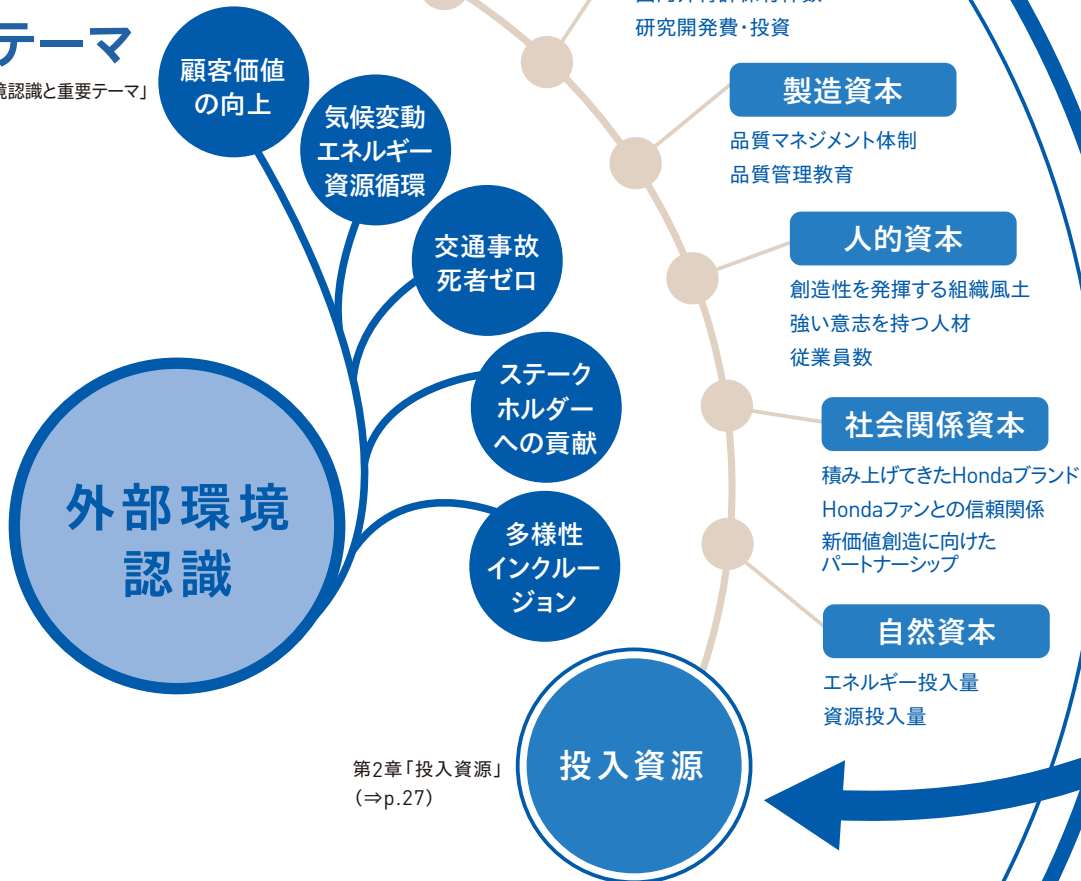 テーマ
境認識と重要テーマ」
顧客価値
の向上
気候変動
エネルギー
資源循環
交通事故
死者ゼロ
ステーク
ホルダー
への貢献
多様性
インクルー
ジョン
外部環境
認識
研究開発費・投資
製造資本
品質マネジメント体制
品質管理教育
人的資本
創造性を発揮する組織風土
強い意志を持つ人材
従業員数
社会関係資本
積み上げてきたHondaブランド
Hondaファンとの信頼関係
新価値創造に向けた
パートナーシップ
自然資本
エネルギー投入量
資源投入量
投入資源
第2章「投入資源」
(⇒p.27)